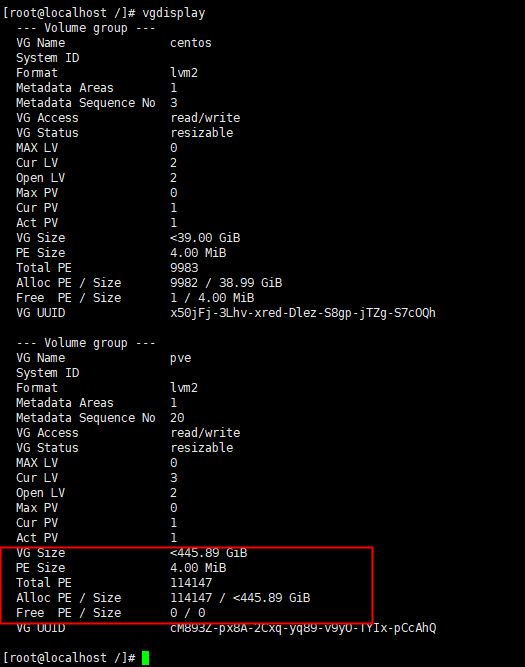 [root@localhost /]# vgdisplay
--- Volume group ---
VG Name centos
System ID
Format lvm2
Metadata Areas 1
Metadata Sequence No 3
VG Access read/write
VG Status resizable
MAX LV 0
Cur LV 2
Open LV 2
Max PV 0
Cur PV 1
Act PV 1
VG Size <39.00 GiB
PE Size 4.00 MiB
Total PE 9983
Alloc PE / Size 9982 / 38.99 GiB
Free PE / Size 1 / 4.00 MiB
VG UUID x50jFj-3Lhv-xred-Dlez-S8gp-jTZg-S7cOQh
--- Volume group ---
VG Name pve
System ID
Format lvm2
Metadata Areas 1
Metadata Sequence No 20
VG Access read/write
VG Status resizable
MAX LV 0
Cur LV 3
Open LV 2
Max PV 0
Cur PV 1
Act PV 1
VG Size <445.89 GiB
PE Size 4.00 MiB
Total PE 114147
Alloc PE / Size 114147 / <445.89 GiB
Free PE / Size 0 / 0
VG UUID cM893Z-px8A-2Cxq-yq89-v9yO-TYIx-pCcAhQ
[root@localhost /]#